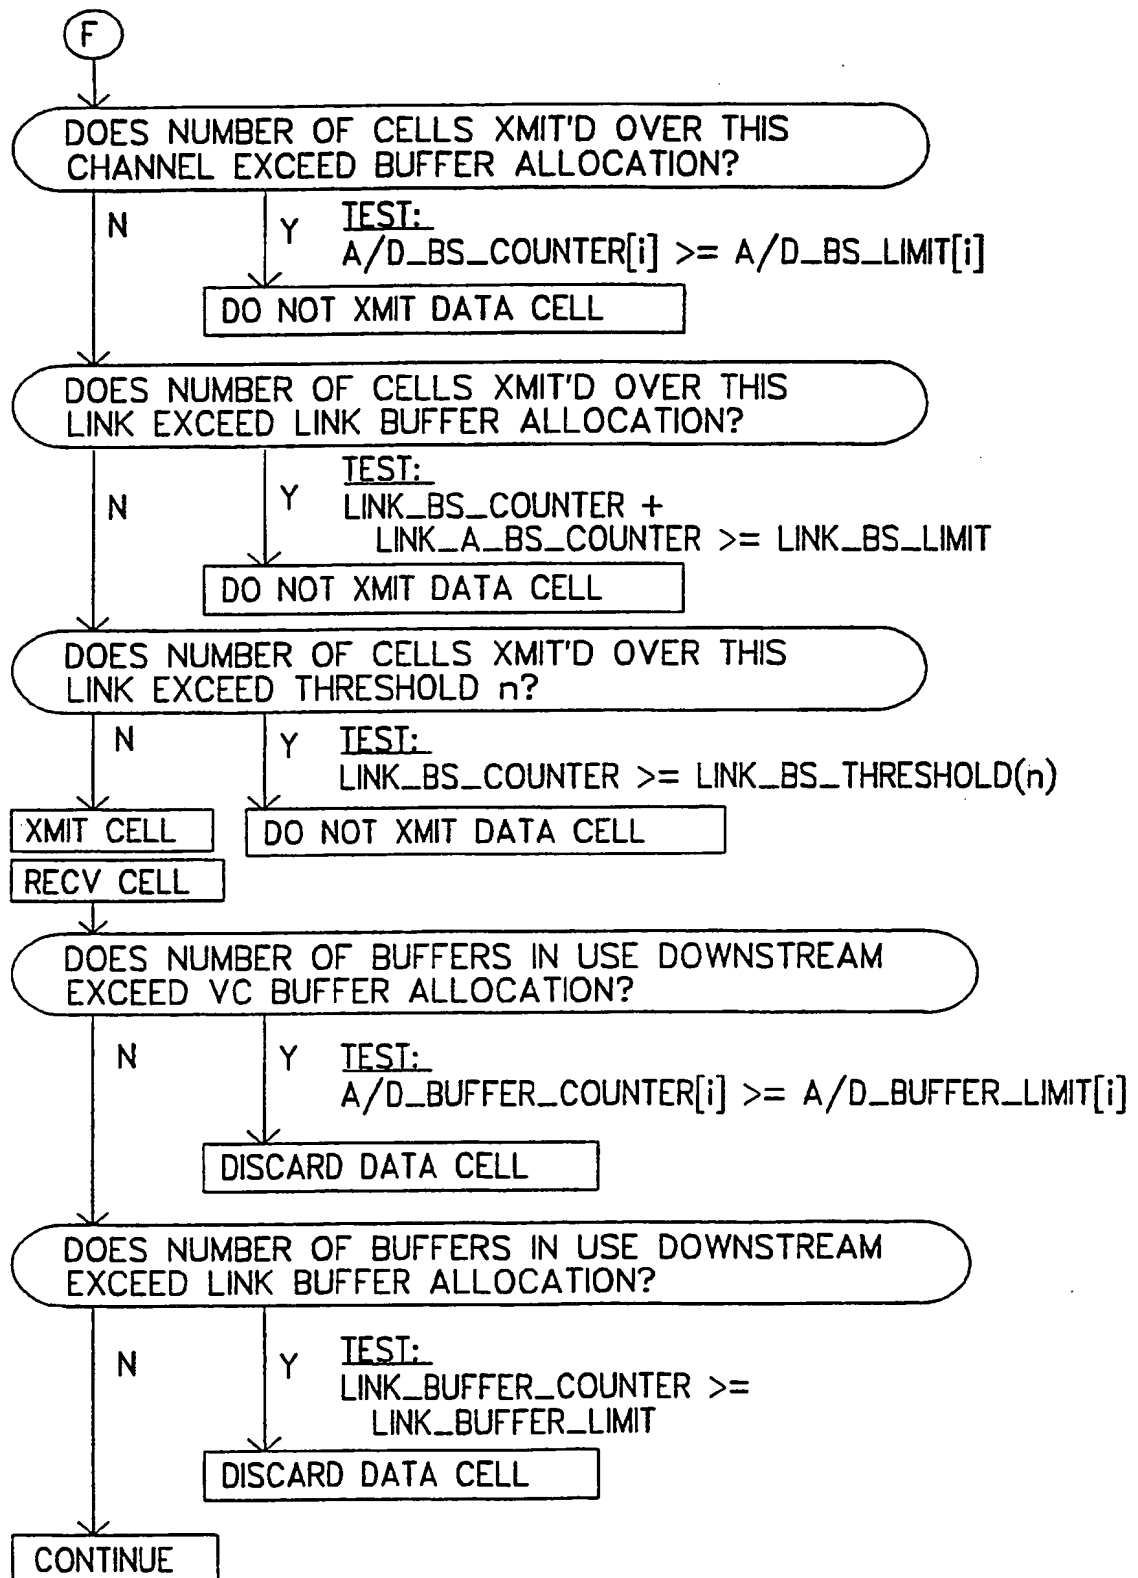 F
DOES NUMBER OF CELLS XMIT'D OVER THIS
CHANNEL EXCEED BUFFER ALLOCATION?
N
Y
TEST:
A/D_BS_COUNTER[i] >= A/D_BS_LIMIT[i]
DO NOT XMIT DATA CELL
DOES NUMBER OF CELLS XMIT'D OVER THIS
LINK EXCEED LINK BUFFER ALLOCATION?
N
Y
TEST:
LINK_BS_COUNTER +
LINK_A_BS_COUNTER >= LINK_BS_LIMIT
DO NOT XMIT DATA CELL
DOES NUMBER OF CELLS XMIT'D OVER THIS
LINK EXCEED THRESHOLD n?
N
Y
TEST:
LINK_BS_COUNTER >= LINK_BS_THRESHOLD(n)
XMIT CELL
DO NOT XMIT DATA CELL
RECV CELL
DOES NUMBER OF BUFFERS IN USE DOWNSTREAM
EXCEED VC BUFFER ALLOCATION?
N
Y
TEST:
A/D_BUFFER_COUNTER[i] >= A/D_BUFFER_LIMIT[i]
DISCARD DATA CELL
DOES NUMBER OF BUFFERS IN USE DOWNSTREAM
EXCEED LINK BUFFER ALLOCATION?
N
Y
TEST:
LINK_BUFFER_COUNTER >=
LINK_BUFFER_LIMIT
DISCARD DATA CELL
CONTINUE